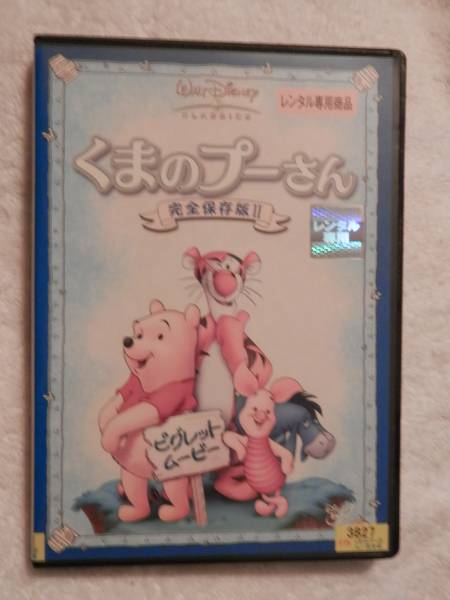 Walt Disney
CLASSICS
レンタル専用商品
くまのプーさん
完全保存版II
レンタル
専用
ピグレット
ムービー
3827